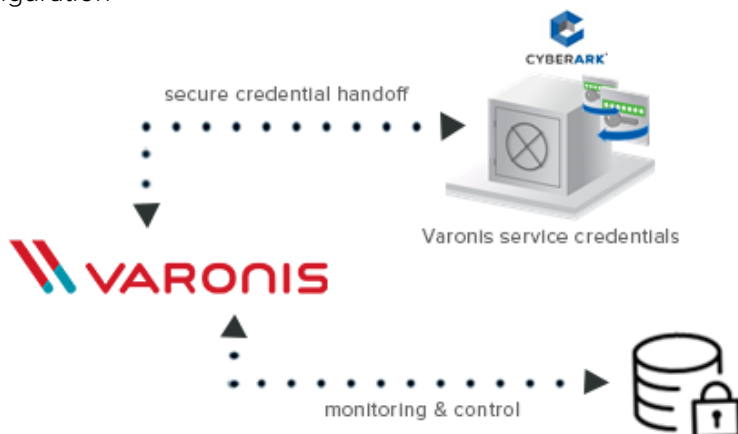 CYBERARK
secure credential handoff
Varonis service credentials
VARONIS
monitoring & control